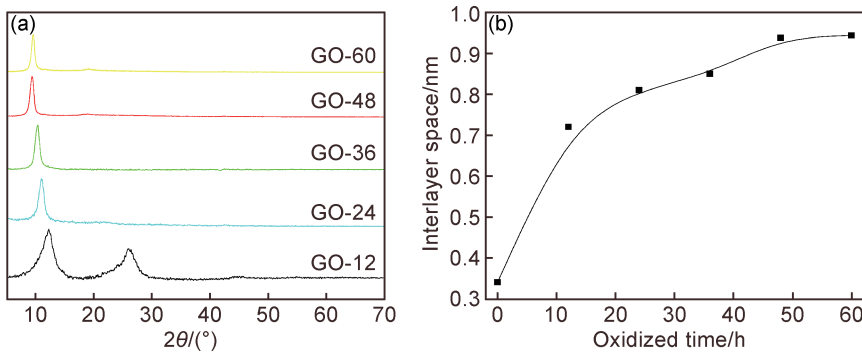 (a)
GO-60
GO-48
GO-36
GO-24
GO-12
10 20 30 40 50 60 70
2θ/(°)
(b)
1.0
0.9
0.8
0.7
0.6
0.5
0.4
0.3
Interlayer space/nm
0 10 20 30 40 50 60
Oxidized time/h